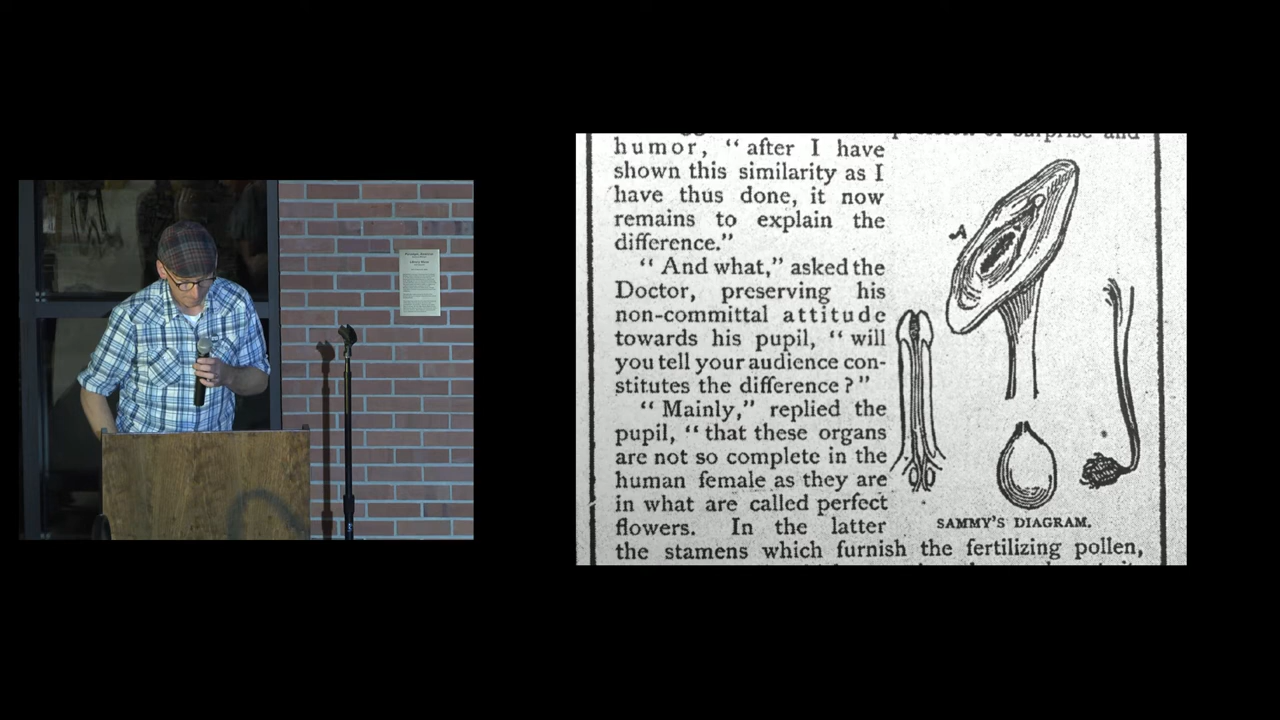 humor, “ after I have
shown this similarity as I
have thus done, it now
remains to explain the
difference.”
“ And what,” asked the
Doctor, preserving his
non-committal attitude
towards his pupil, “ will
you tell your audience con-
stitutes the difference ? ”
“ Mainly,” replied the
pupil, “ that these organs
are not so complete in the
human female as they are
in what are called perfect
flowers. In the latter
the stamens which furnish the fertilizing pollen,
A
SAMMY’S DIAGRAM.